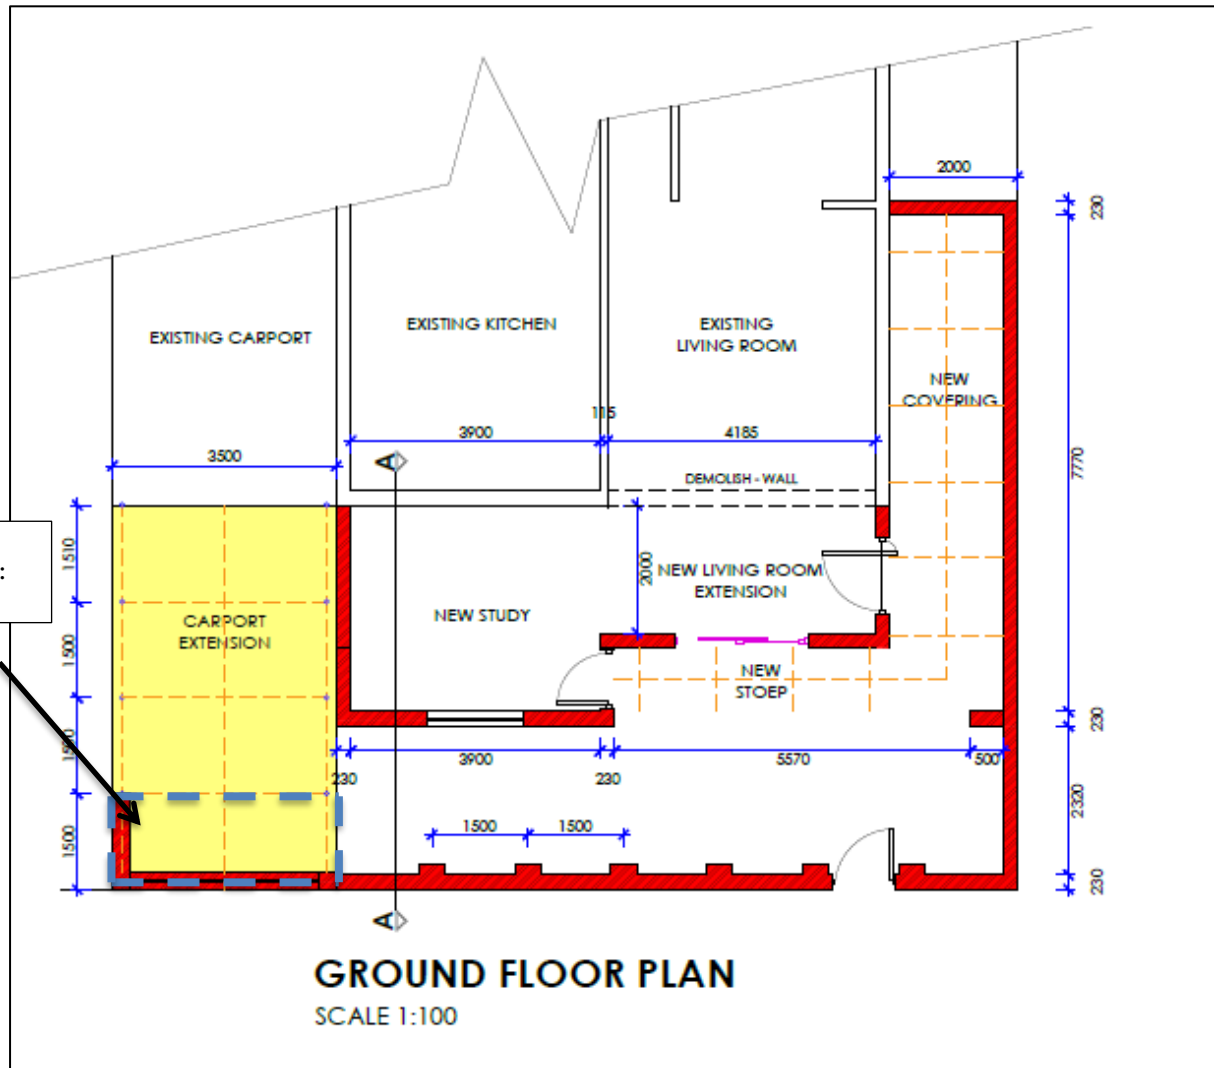 2000
230
EXISTING CARPORT
EXISTING KITCHEN
EXISTING
LIVING ROOM
NEW
COVERING
115
3900
4185
3500
A
DEMOLISH - WALL
7770
:
1510
2000
NEW LIVING ROOM
EXTENSION
NEW STUDY
CARPORT
EXTENSION
1500
NEW
STOEP
1500
230
3900
5570
500
230
230
2320
1500
1500
1500
230
A
GROUND FLOOR PLAN
SCALE 1:100